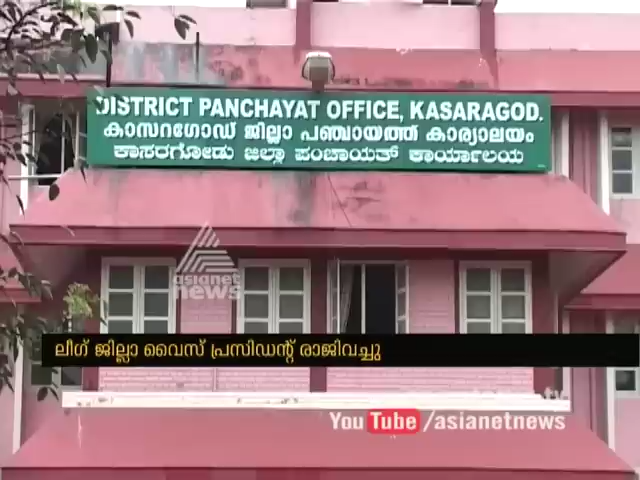 DISTRICT PANCHAYAT OFFICE, KASARAGOD.
കാസറഗോഡ് ജില്ലാ പഞ്ചായത്ത് കാര്യാലയം
ಕಾಸರಗೋಡು ಜಿಲ್ಲಾ ಪಂಚಾಯತ್ ಕಾರ್ಯಾಲಯ
asianet
news
ലീഗ് ജില്ലാ വൈസ് പ്രസിഡന്റ് രാജിവച്ചു
YouTube /asianetnews